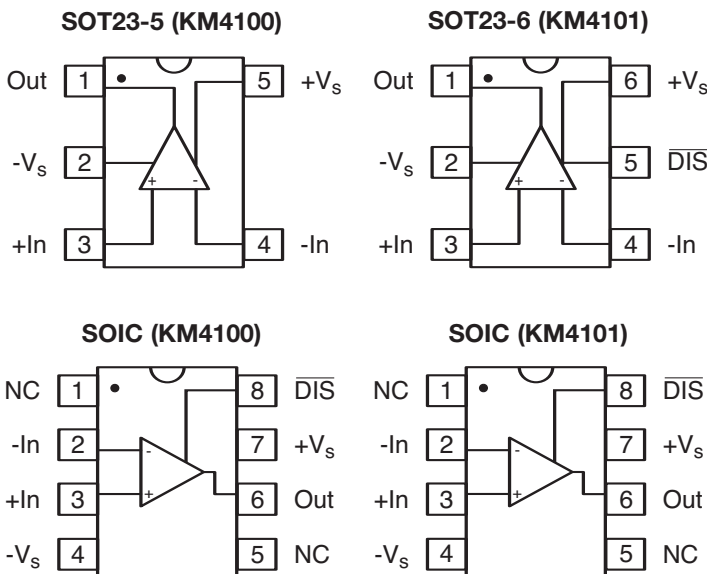 SOT23-5 (KM4100)
Out 1 5 +Vs
-Vs 2
+ -
+In 3 4 -In
SOT23-6 (KM4101)
Out 1 6 +Vs
-Vs 2 5 DIS
+ -
+In 3 4 -In
SOIC (KM4100)
NC 1 8 DIS
-In 2 - 7 +Vs
+In 3 + 6 Out
-Vs 4 5 NC
SOIC (KM4101)
NC 1 8 DIS
-In 2 - 7 +Vs
+In 3 + 6 Out
-Vs 4 5 NC